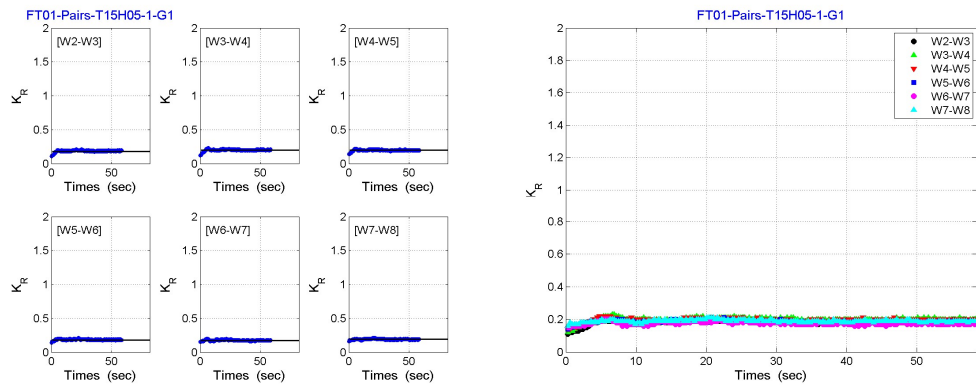 FT01-Pairs-T15H05-1-G1
2
1.5
1
0.5
0
K_R
[W2-W3]
0
50
Times (sec)
2
1.5
1
0.5
0
K_R
[W3-W4]
0
50
Times (sec)
2
1.5
1
0.5
0
K_R
[W4-W5]
0
50
Times (sec)
2
1.5
1
0.5
0
K_R
[W5-W6]
0
50
Times (sec)
2
1.5
1
0.5
0
K_R
[W6-W7]
0
50
Times (sec)
2
1.5
1
0.5
0
K_R
[W7-W8]
0
50
Times (sec)
FT01-Pairs-T15H05-1-G1
2
1.8
1.6
1.4
1.2
1
0.8
0.6
0.4
0.2
0
K_R
W2-W3
W3-W4
W4-W5
W5-W6
W6-W7
W7-W8
0
10
20
30
40
50
Times (sec)